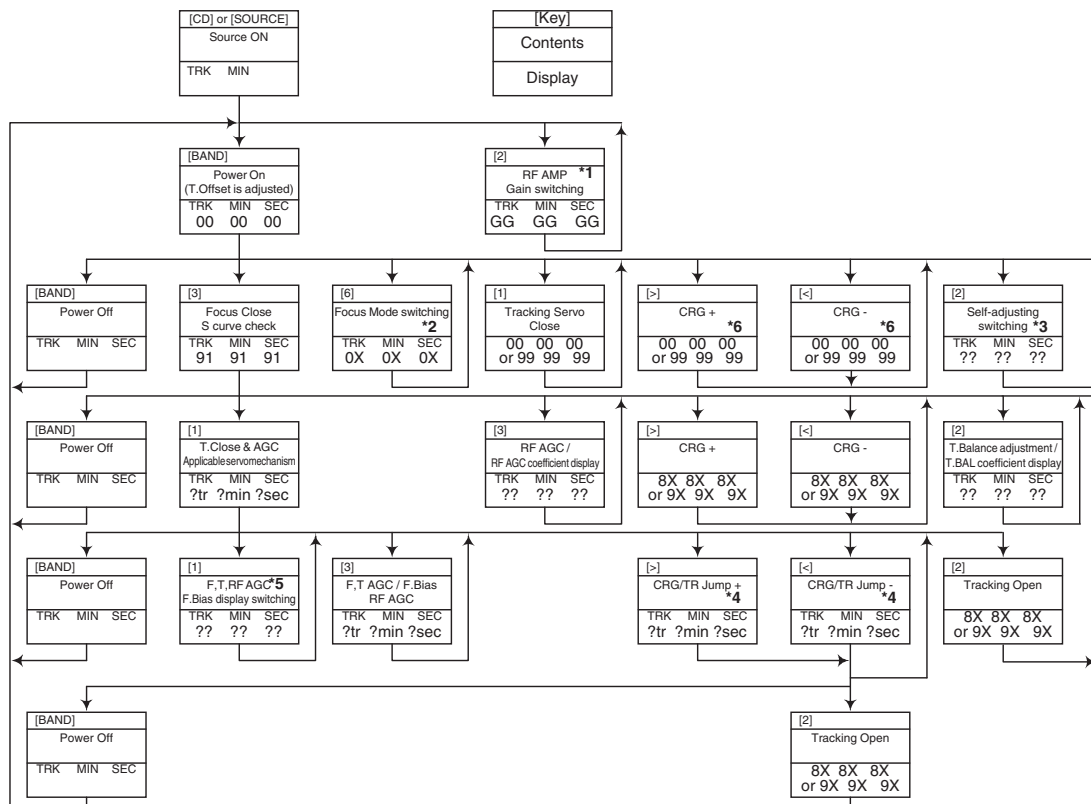 [CD] or [SOURCE]
Source ON
TRK MIN
[Key]
Contents
Display
[BAND]
Power On
(T.Offset is adjusted)
TRK MIN SEC
00 00 00
[2]
RF AMP *1
Gain switching
TRK MIN SEC
GG GG GG
[BAND]
Power Off
TRK MIN SEC
[3]
Focus Close
S curve check
TRK MIN SEC
91 91 91
[6]
Focus Mode switching
*2
TRK MIN SEC
0X 0X 0X
[1]
Tracking Servo
Close
00 00 00
or 99 99 99
[>]
CRG +
*6
00 00 00
or 99 99 99
[<]
CRG -
*6
00 00 00
or 99 99 99
[2]
Self-adjusting
switching *3
TRK MIN SEC
?? ?? ??
[BAND]
Power Off
TRK MIN SEC
[1]
T.Close & AGC
Applicable servomechanism
TRK MIN SEC
?tr ?min ?sec
[3]
RF AGC /
RF AGC coefficient display
TRK MIN SEC
?? ?? ??
[>]
CRG +
8X 8X 8X
or 9X 9X 9X
[<]
CRG -
8X 8X 8X
or 9X 9X 9X
[2]
T.Balance adjustment /
T.BAL coefficient display
TRK MIN SEC
?? ?? ??
[BAND]
Power Off
TRK MIN SEC
[1]
F,T,RF AGC *5
F.Bias display switching
TRK MIN SEC
?? ?? ??
[3]
F,T AGC / F.Bias
RF AGC
TRK MIN SEC
?tr ?min ?sec
[>]
CRG/TR Jump +
*4
TRK MIN SEC
?tr ?min ?sec
[<]
CRG/TR Jump -
*4
TRK MIN SEC
?tr ?min ?sec
[2]
Tracking Open
8X 8X 8X
or 9X 9X 9X
[BAND]
Power Off
TRK MIN SEC
[2]
Tracking Open
8X 8X 8X
or 9X 9X 9X